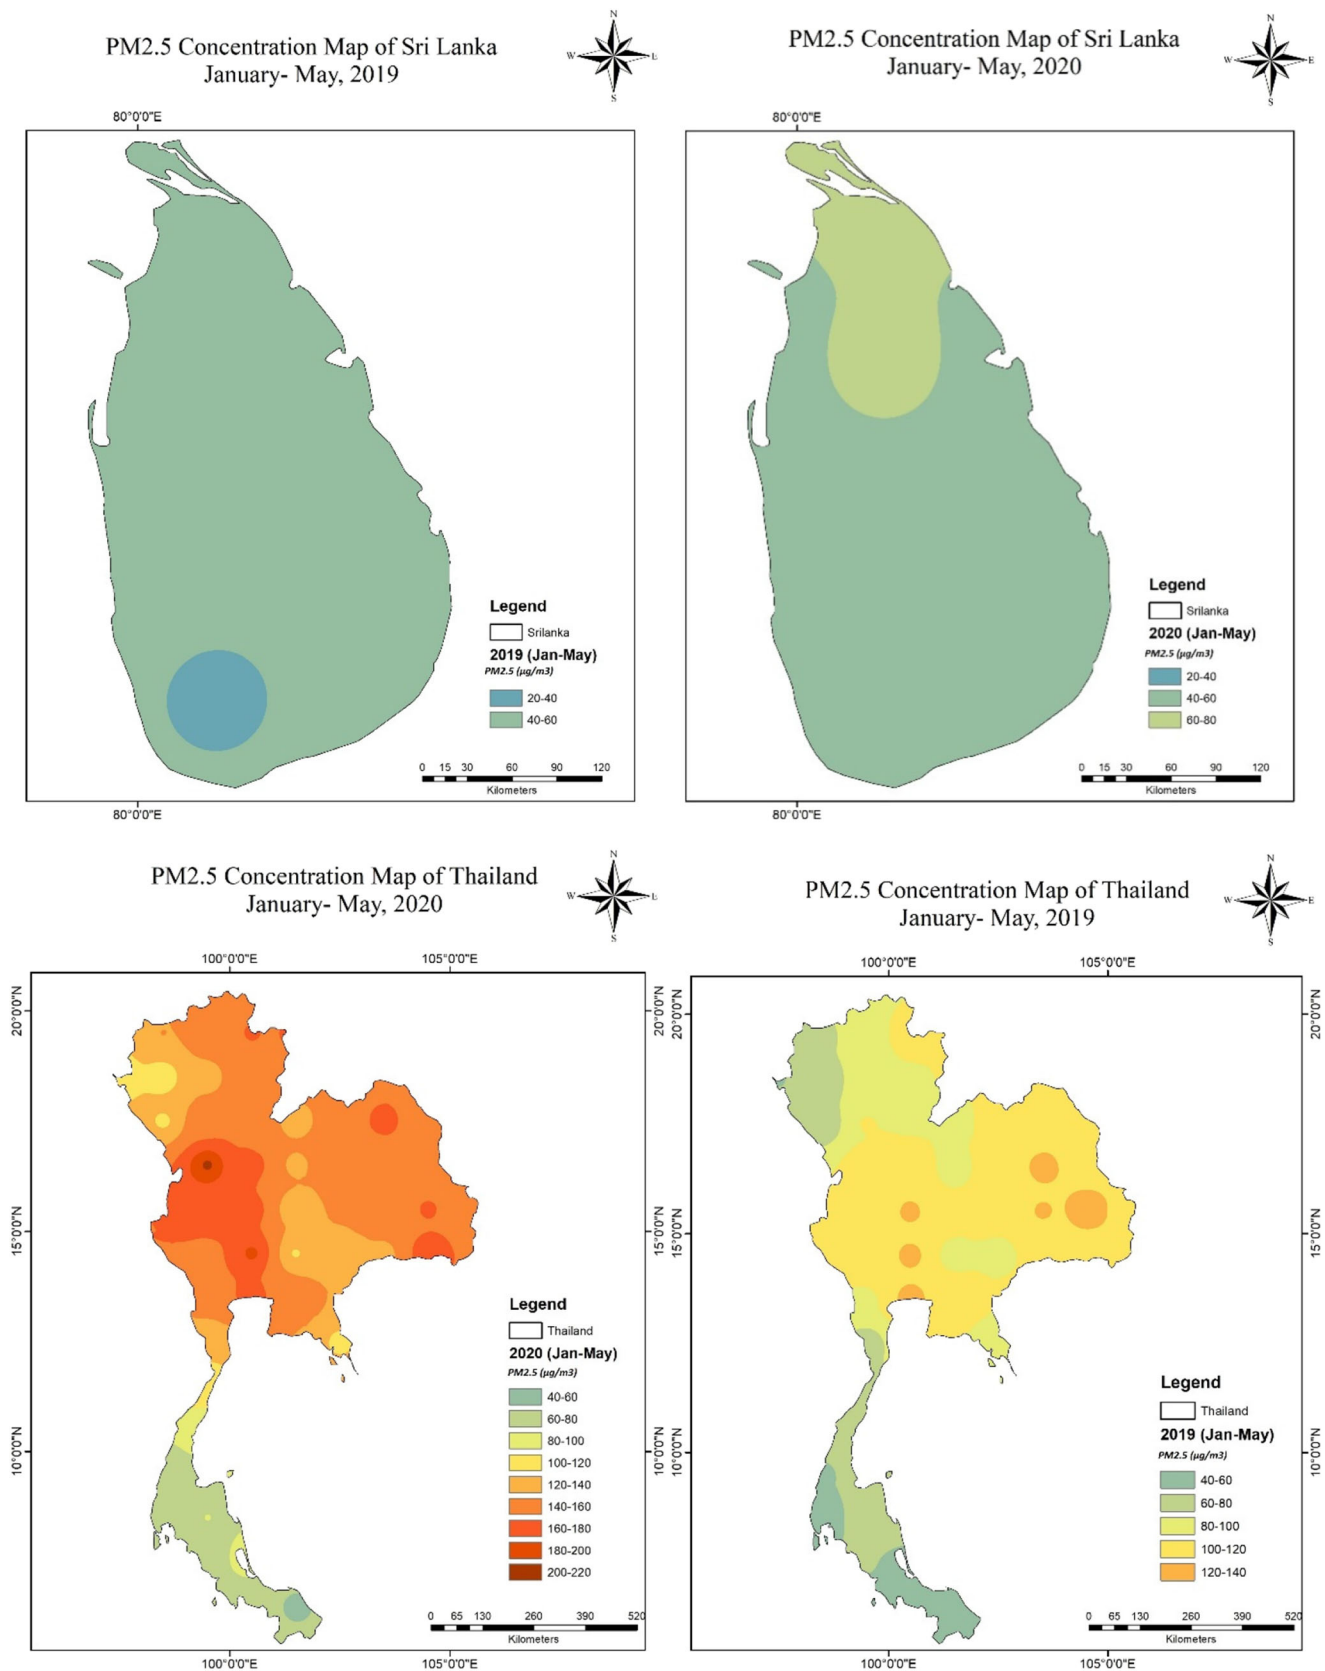 PM2.5 Concentration Map of Sri Lanka
January- May, 2019
N
W
E
S
80°0'0"E
Legend
Srilanka
2019 (Jan-May)
PM2.5 (µg/m3)
20-40
40-60
0 15 30 60 90 120
Kilometers
80°0'0"E
PM2.5 Concentration Map of Sri Lanka
January- May, 2020
N
W
E
S
80°0'0"E
Legend
Srilanka
2020 (Jan-May)
PM2.5 (µg/m3)
20-40
40-60
60-80
0 15 30 60 90 120
Kilometers
80°0'0"E
PM2.5 Concentration Map of Thailand
January- May, 2020
N
W
E
S
100°0'0"E 105°0'0"E
20°0'0"N
15°0'0"N
10°0'0"N
20°0'0"N
15°0'0"N
10°0'0"N
Legend
Thailand
2020 (Jan-May)
PM2.5 (µg/m3)
40-60
60-80
80-100
100-120
120-140
140-160
160-180
180-200
200-220
0 65 130 260 390 520
Kilometers
100°0'0"E 105°0'0"E
PM2.5 Concentration Map of Thailand
January- May, 2019
N
W
E
S
100°0'0"E 105°0'0"E
20°0'0"N
15°0'0"N
10°0'0"N
20°0'0"N
15°0'0"N
10°0'0"N
Legend
Thailand
2019 (Jan-May)
PM2.5 (µg/m3)
40-60
60-80
80-100
100-120
120-140
0 65 130 260 390 520
Kilometers
100°0'0"E 105°0'0"E